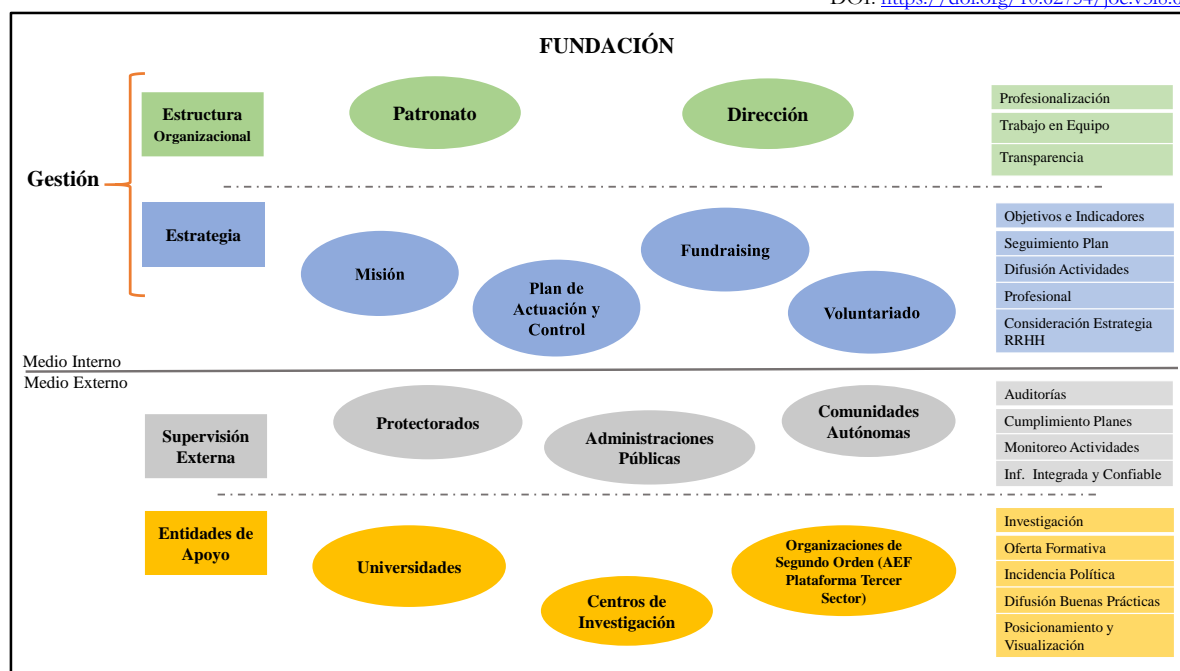 FUNDACIÓN
Gestión
Estructura
Organizacional
Patronato
Dirección
Profesionalización
Trabajo en Equipo
Transparencia
Estrategia
Misión
Plan de
Actuación y
Control
Fundraising
Voluntariado
Objetivos e Indicadores
Seguimiento Plan
Difusión Actividades
Profesional
Consideración Estrategia
RRHH
Medio Interno
Medio Externo
Supervisión
Externa
Protectorados
Administraciones
Públicas
Comunidades
Autónomas
Auditorías
Cumplimiento Planes
Monitoreo Actividades
Inf. Integrada y Confiable
Entidades de
Apoyo
Universidades
Centros de
Investigación
Organizaciones de
Segundo Orden (AEF
Plataforma Tercer
Sector)
Investigación
Oferta Formativa
Incidencia Política
Difusión Buenas Prácticas
Posicionamiento y
Visualización